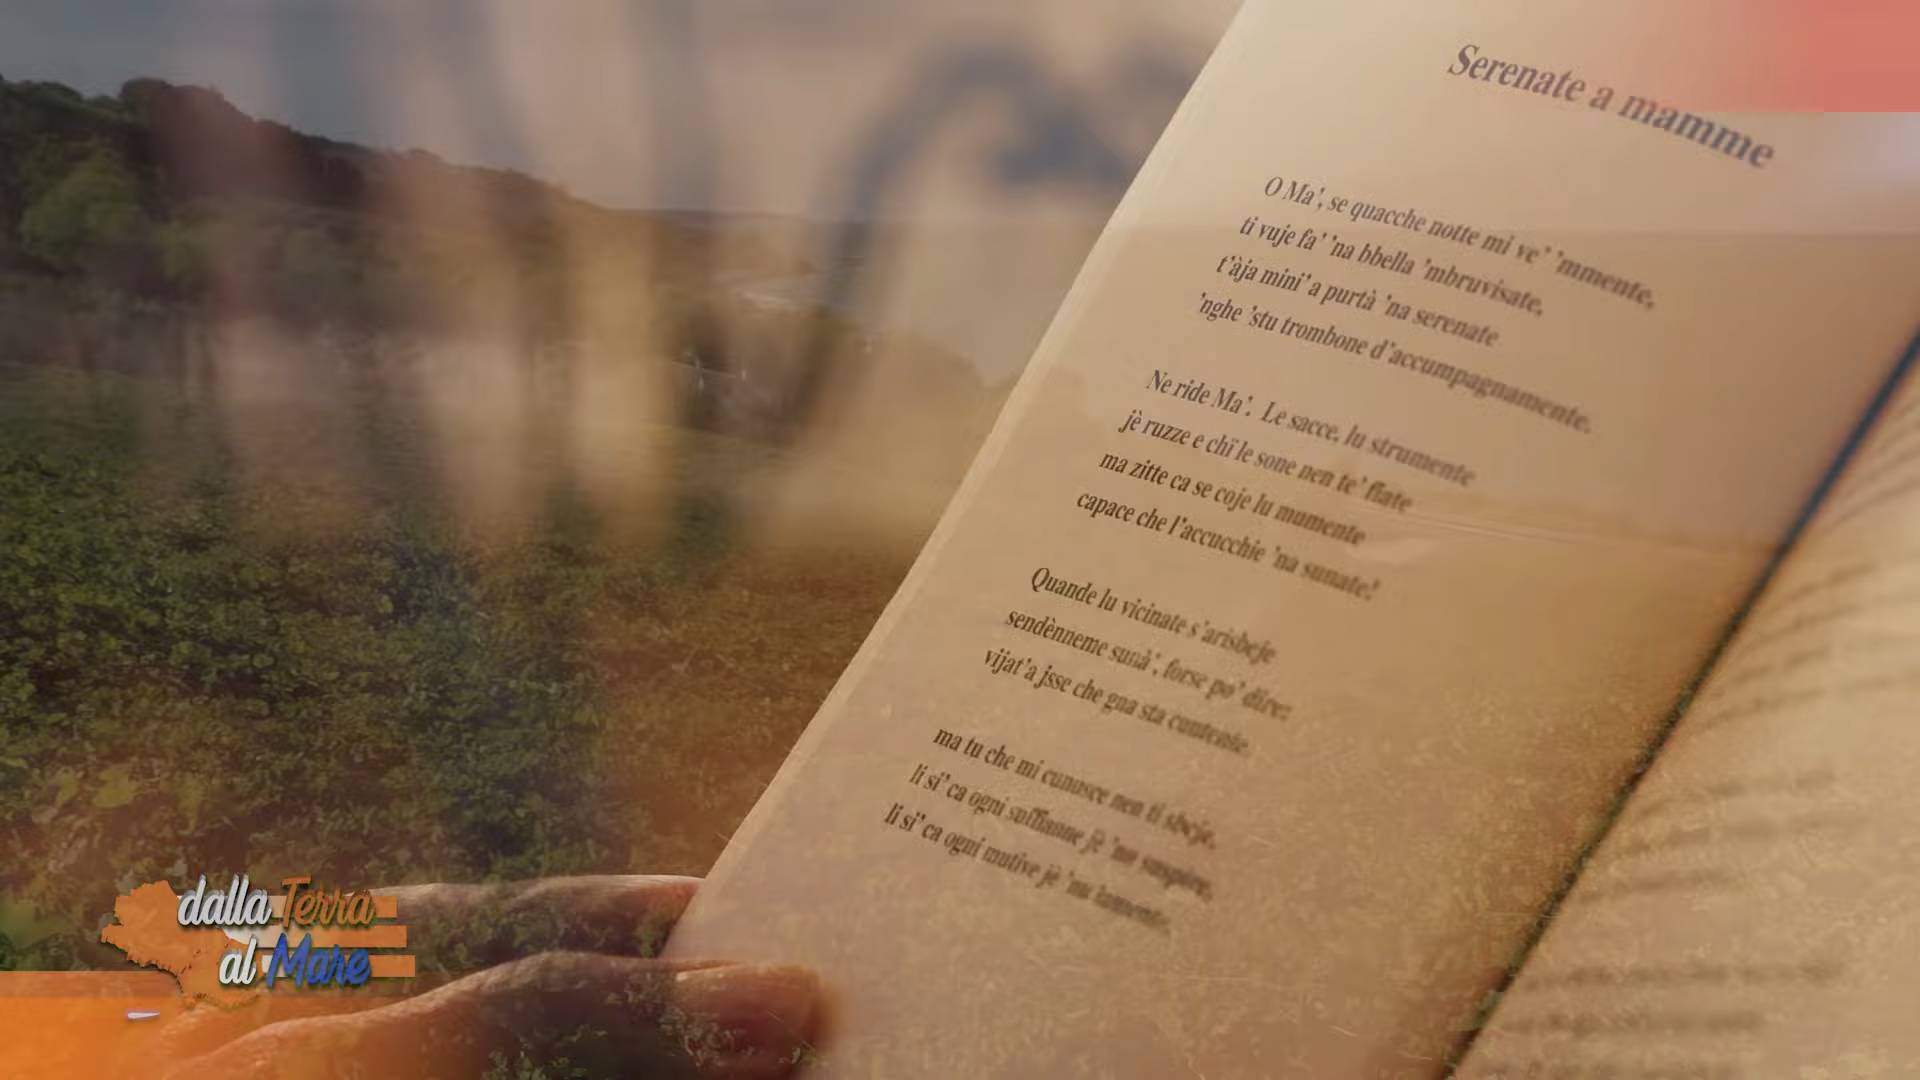 Serenate a mamme
O Ma', se quacche notte mi ve' 'mmente,
ti vuje fa' 'na bbella 'mbruvisate,
t'àja mini' a purtà 'na serenate
'nghe 'stu trombone d'accumpagnamente.
Ne ride Ma'. Le sacce, lu strumente
jè ruzze e chï le sone nen te' fiate
ma zitte ca se coje lu mumente
capace che l'accucchie 'na sunate!
Quande lu vicinate s'arisbeje
sendènneme sunà', forse po' dire:
vijat'a jsse che gna sta cuntente
ma tu che mi cunusce nen ti sbeje,
li si' ca ogni suffianne jè 'nu suspire,
li si' ca ogni mutive jè 'nu lamente.
dalla Terra
al Mare